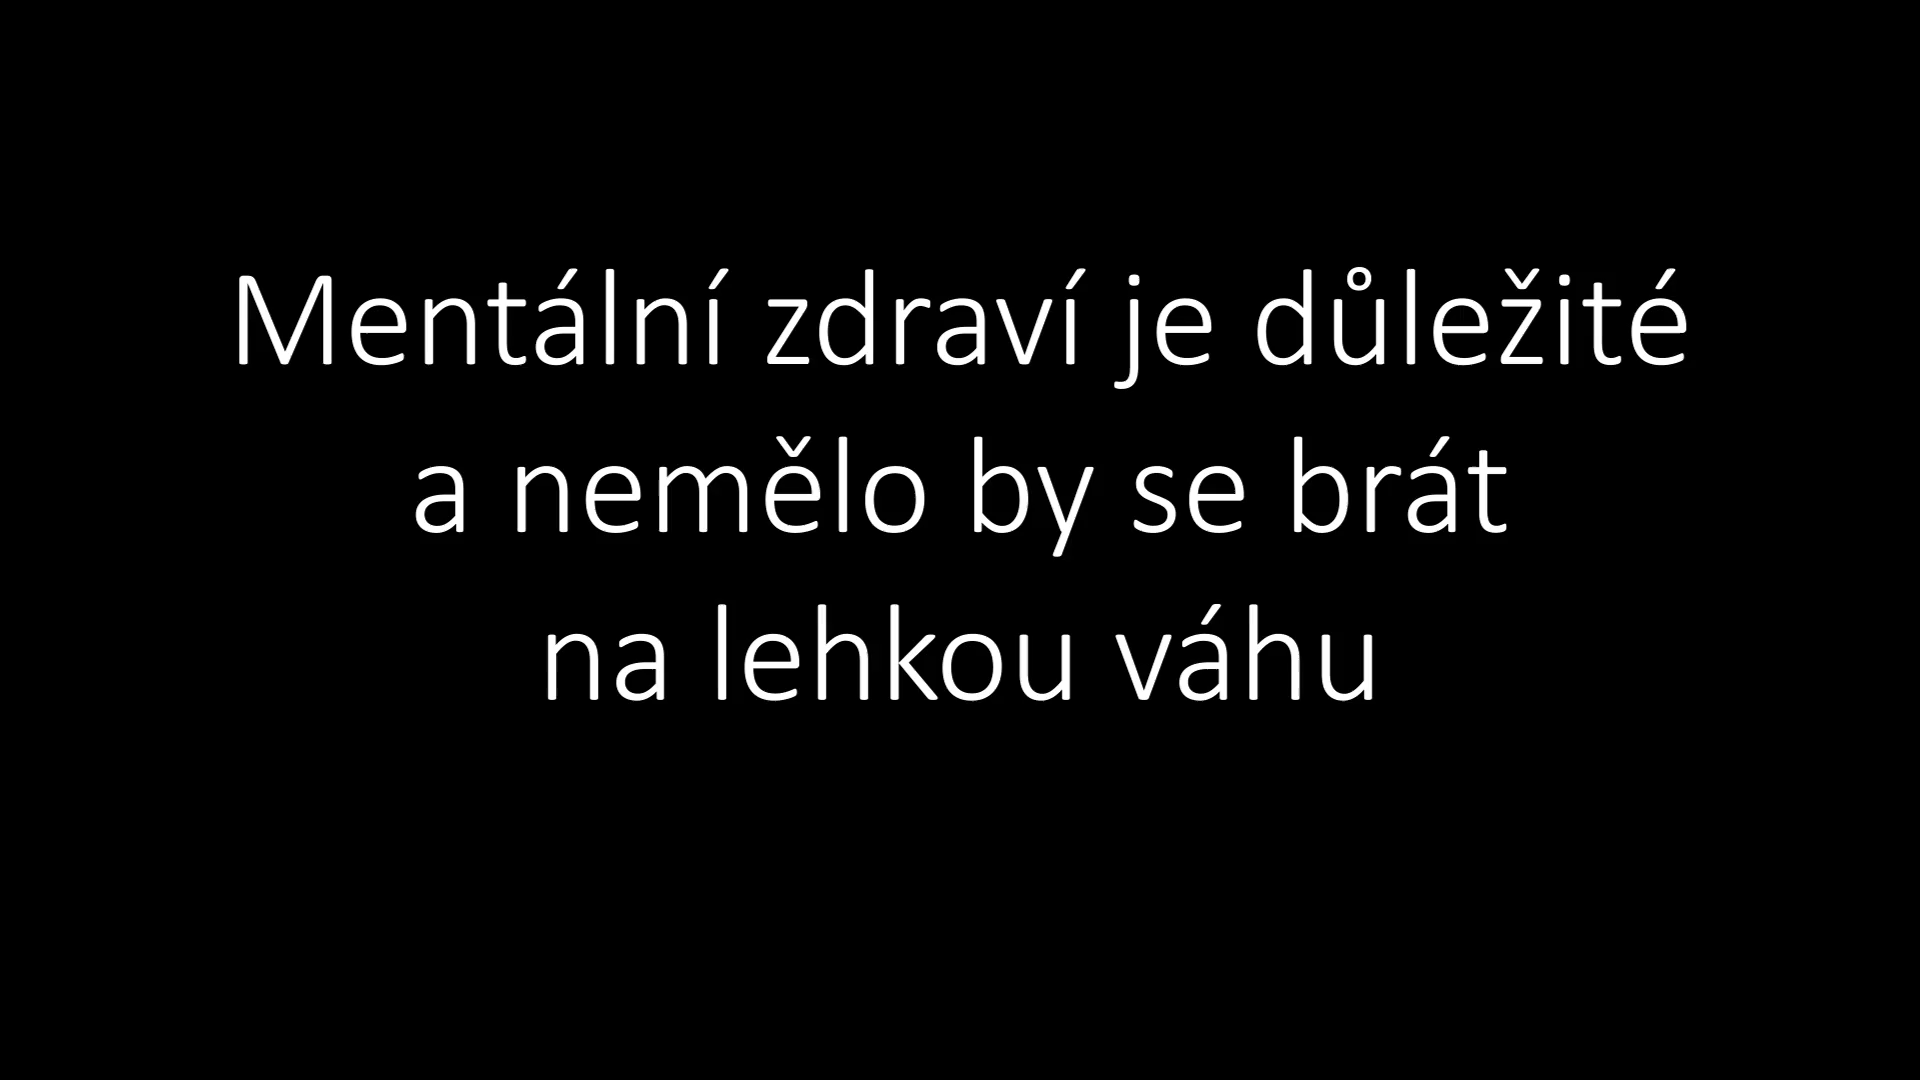 Mentální zdraví je důležité
a nemělo by se brát
na lehkou váhu